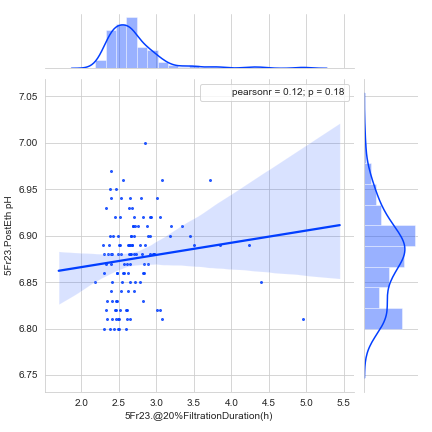 pearsonr = 0.12; p = 0.18
7.05
7.00
6.95
6.90
6.85
6.80
6.75
5Fr23.PostEth pH
2.0 2.5 3.0 3.5 4.0 4.5 5.0 5.5
5Fr23.@20%FiltrationDuration(h)